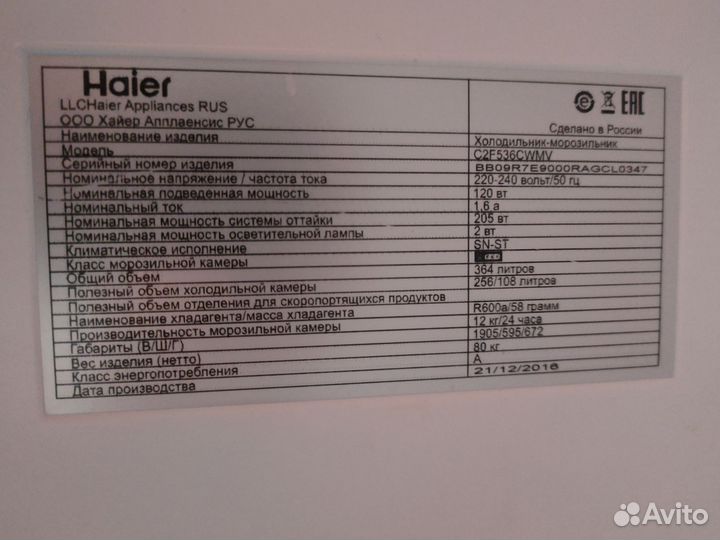 Haier
LLCHaier Appliances RUS
ООО Хайер Апплаенсис РУС
EAC
Сделано в России
Наименование изделия Холодильник-морозильник
Модель C2F536CWMV
Серийный номер изделия BB09R7E9000RAGCL0347
Номинальное напряжение / частота тока 220-240 вольт/50 гц
Номинальная подведенная мощность 120 вт
Номинальный ток 1,6 а
Номинальная мощность системы оттайки 205 вт
Номинальная мощность осветительной лампы 2 вт
Климатическое исполнение SN-ST
Класс морозильной камеры
Общий объем 364 литров
Полезный объем холодильной камеры 256/108 литров
Полезный объем отделения для скоропортящихся продуктов
Наименование хладагента/масса хладагента R600a/58 грамм
Производительность морозильной камеры 12 кг/24 часа
Габариты (В/Ш/Г) 1905/595/672
Вес изделия (нетто) 80 кг
Класс энергопотребления A
Дата производства 21/12/2016
Avito